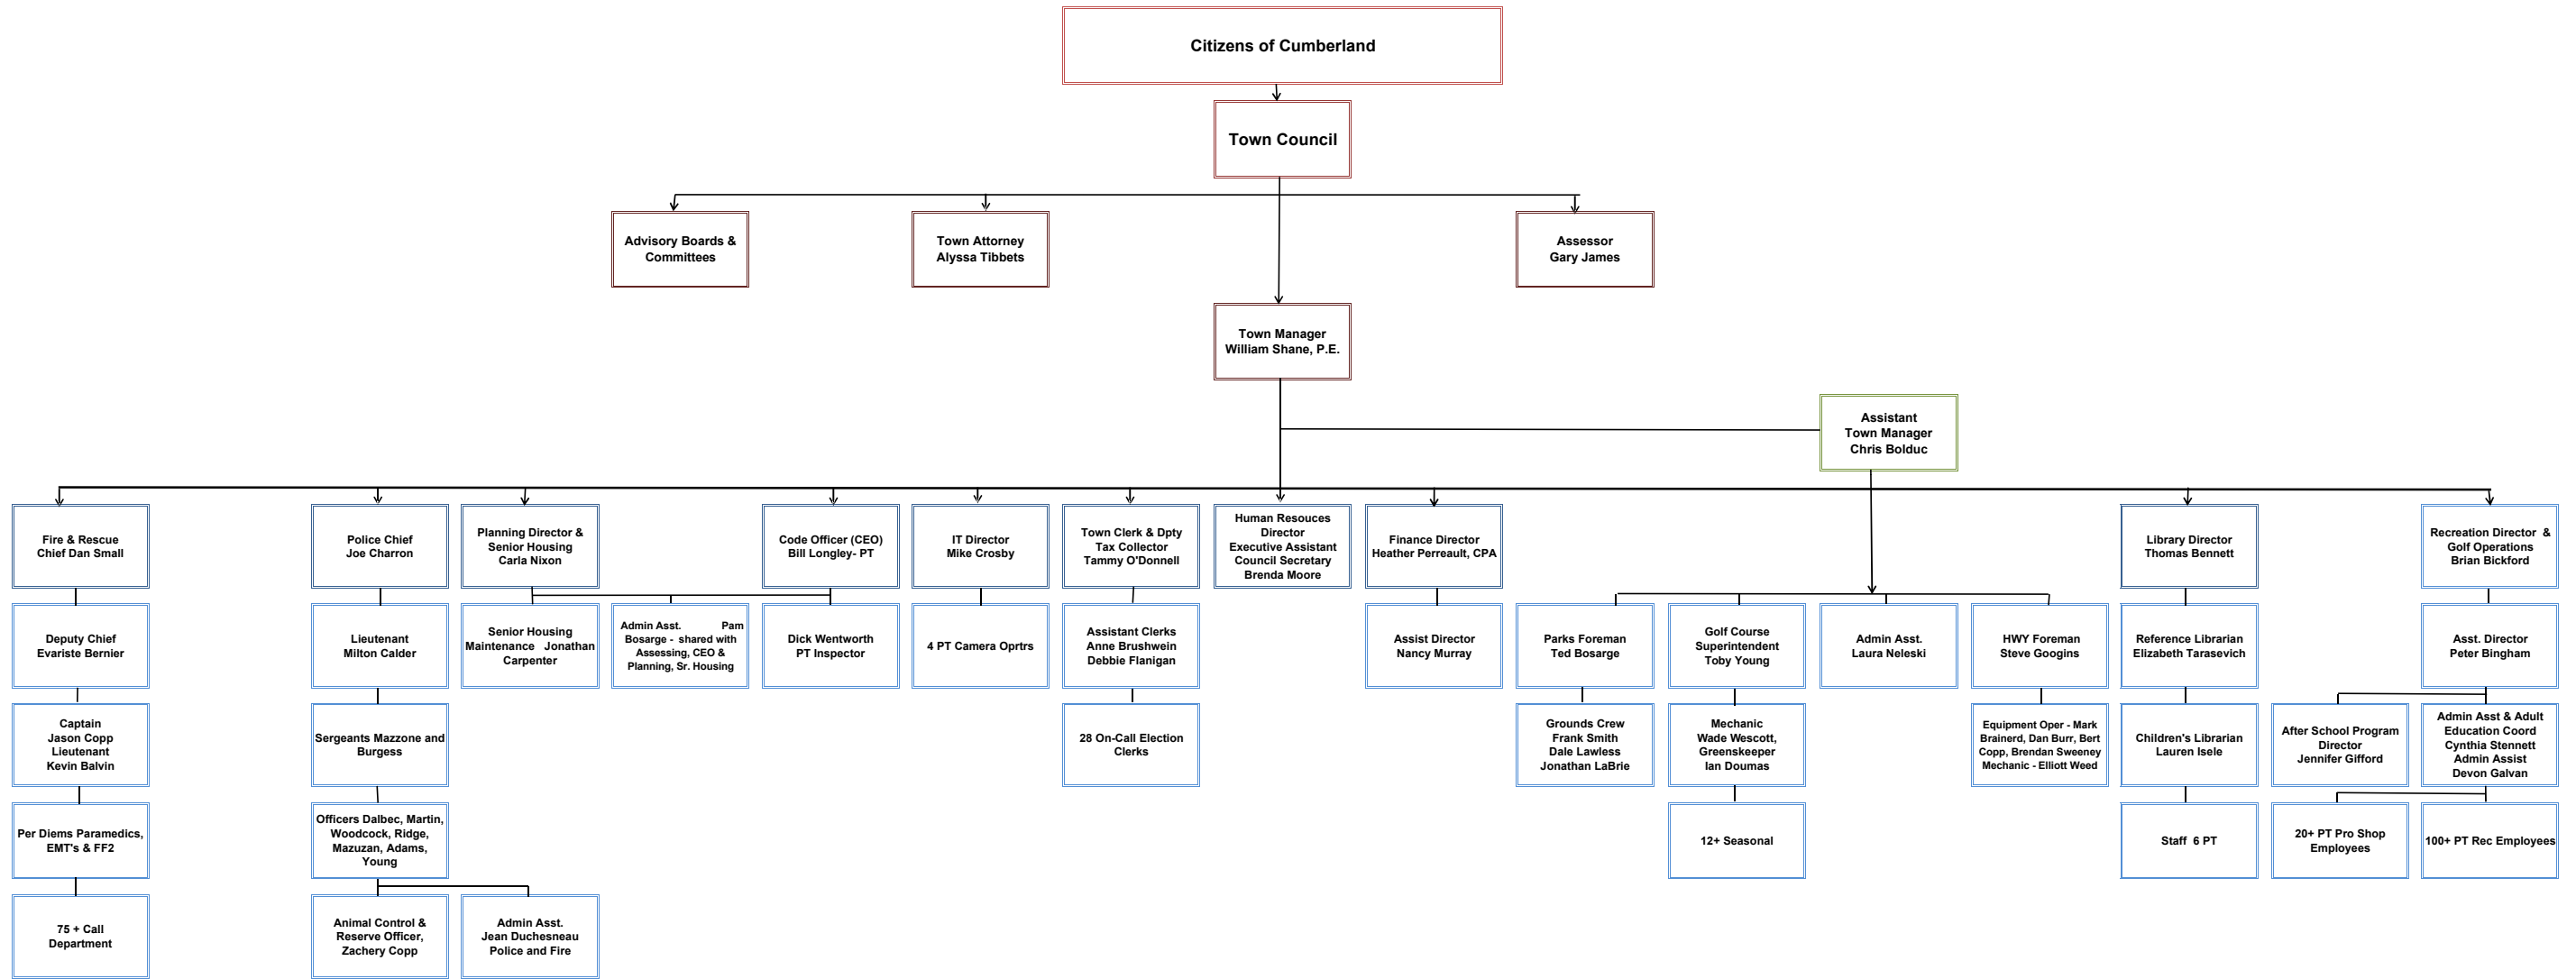 Citizens of Cumberland
Town Council
Advisory Boards &
Committees
Town Attorney
Alyssa Tibbets
Assessor
Gary James
Town Manager
William Shane, P.E.
Assistant
Town Manager
Chris Bolduc
Fire & Rescue
Chief Dan Small
Police Chief
Joe Charron
Planning Director &
Senior Housing
Carla Nixon
Code Officer (CEO)
Bill Longley- PT
IT Director
Mike Crosby
Town Clerk & Dpty
Tax Collector
Tammy O'Donnell
Human Resouces
Director
Executive Assistant
Council Secretary
Brenda Moore
Finance Director
Heather Perreault, CPA
Library Director
Thomas Bennett
Recreation Director &
Golf Operations
Brian Bickford
Deputy Chief
Evariste Bernier
Lieutenant
Milton Calder
Senior Housing
Maintenance Jonathan
Carpenter
Admin Asst. Pam
Bosarge - shared with
Assessing, CEO &
Planning, Sr. Housing
Dick Wentworth
PT Inspector
4 PT Camera Oprtrs
Assistant Clerks
Anne Brushwein
Debbie Flanigan
Assist Director
Nancy Murray
Parks Foreman
Ted Bosarge
Golf Course
Superintendent
Toby Young
Admin Asst.
Laura Neleski
HWY Foreman
Steve Googins
Reference Librarian
Elizabeth Tarasevich
Asst. Director
Peter Bingham
Captain
Jason Copp
Lieutenant
Kevin Balvin
Sergeants Mazzone and
Burgess
28 On-Call Election
Clerks
Grounds Crew
Frank Smith
Dale Lawless
Jonathan LaBrie
Mechanic
Wade Wescott,
Greenskeeper
Ian Doumas
Equipment Oper - Mark
Brainerd, Dan Burr, Bert
Copp, Brendan Sweeney
Mechanic - Elliott Weed
Children's Librarian
Lauren Isele
After School Program
Director
Jennifer Gifford
Admin Asst & Adult
Education Coord
Cynthia Stennett
Admin Assist
Devon Galvan
Per Diems Paramedics,
EMT's & FF2
Officers Dalbec, Martin,
Woodcock, Ridge,
Mazuzan, Adams,
Young
12+ Seasonal
Staff 6 PT
20+ PT Pro Shop
Employees
100+ PT Rec Employees
75 + Call
Department
Animal Control &
Reserve Officer,
Zachery Copp
Admin Asst.
Jean Duchesneau
Police and Fire